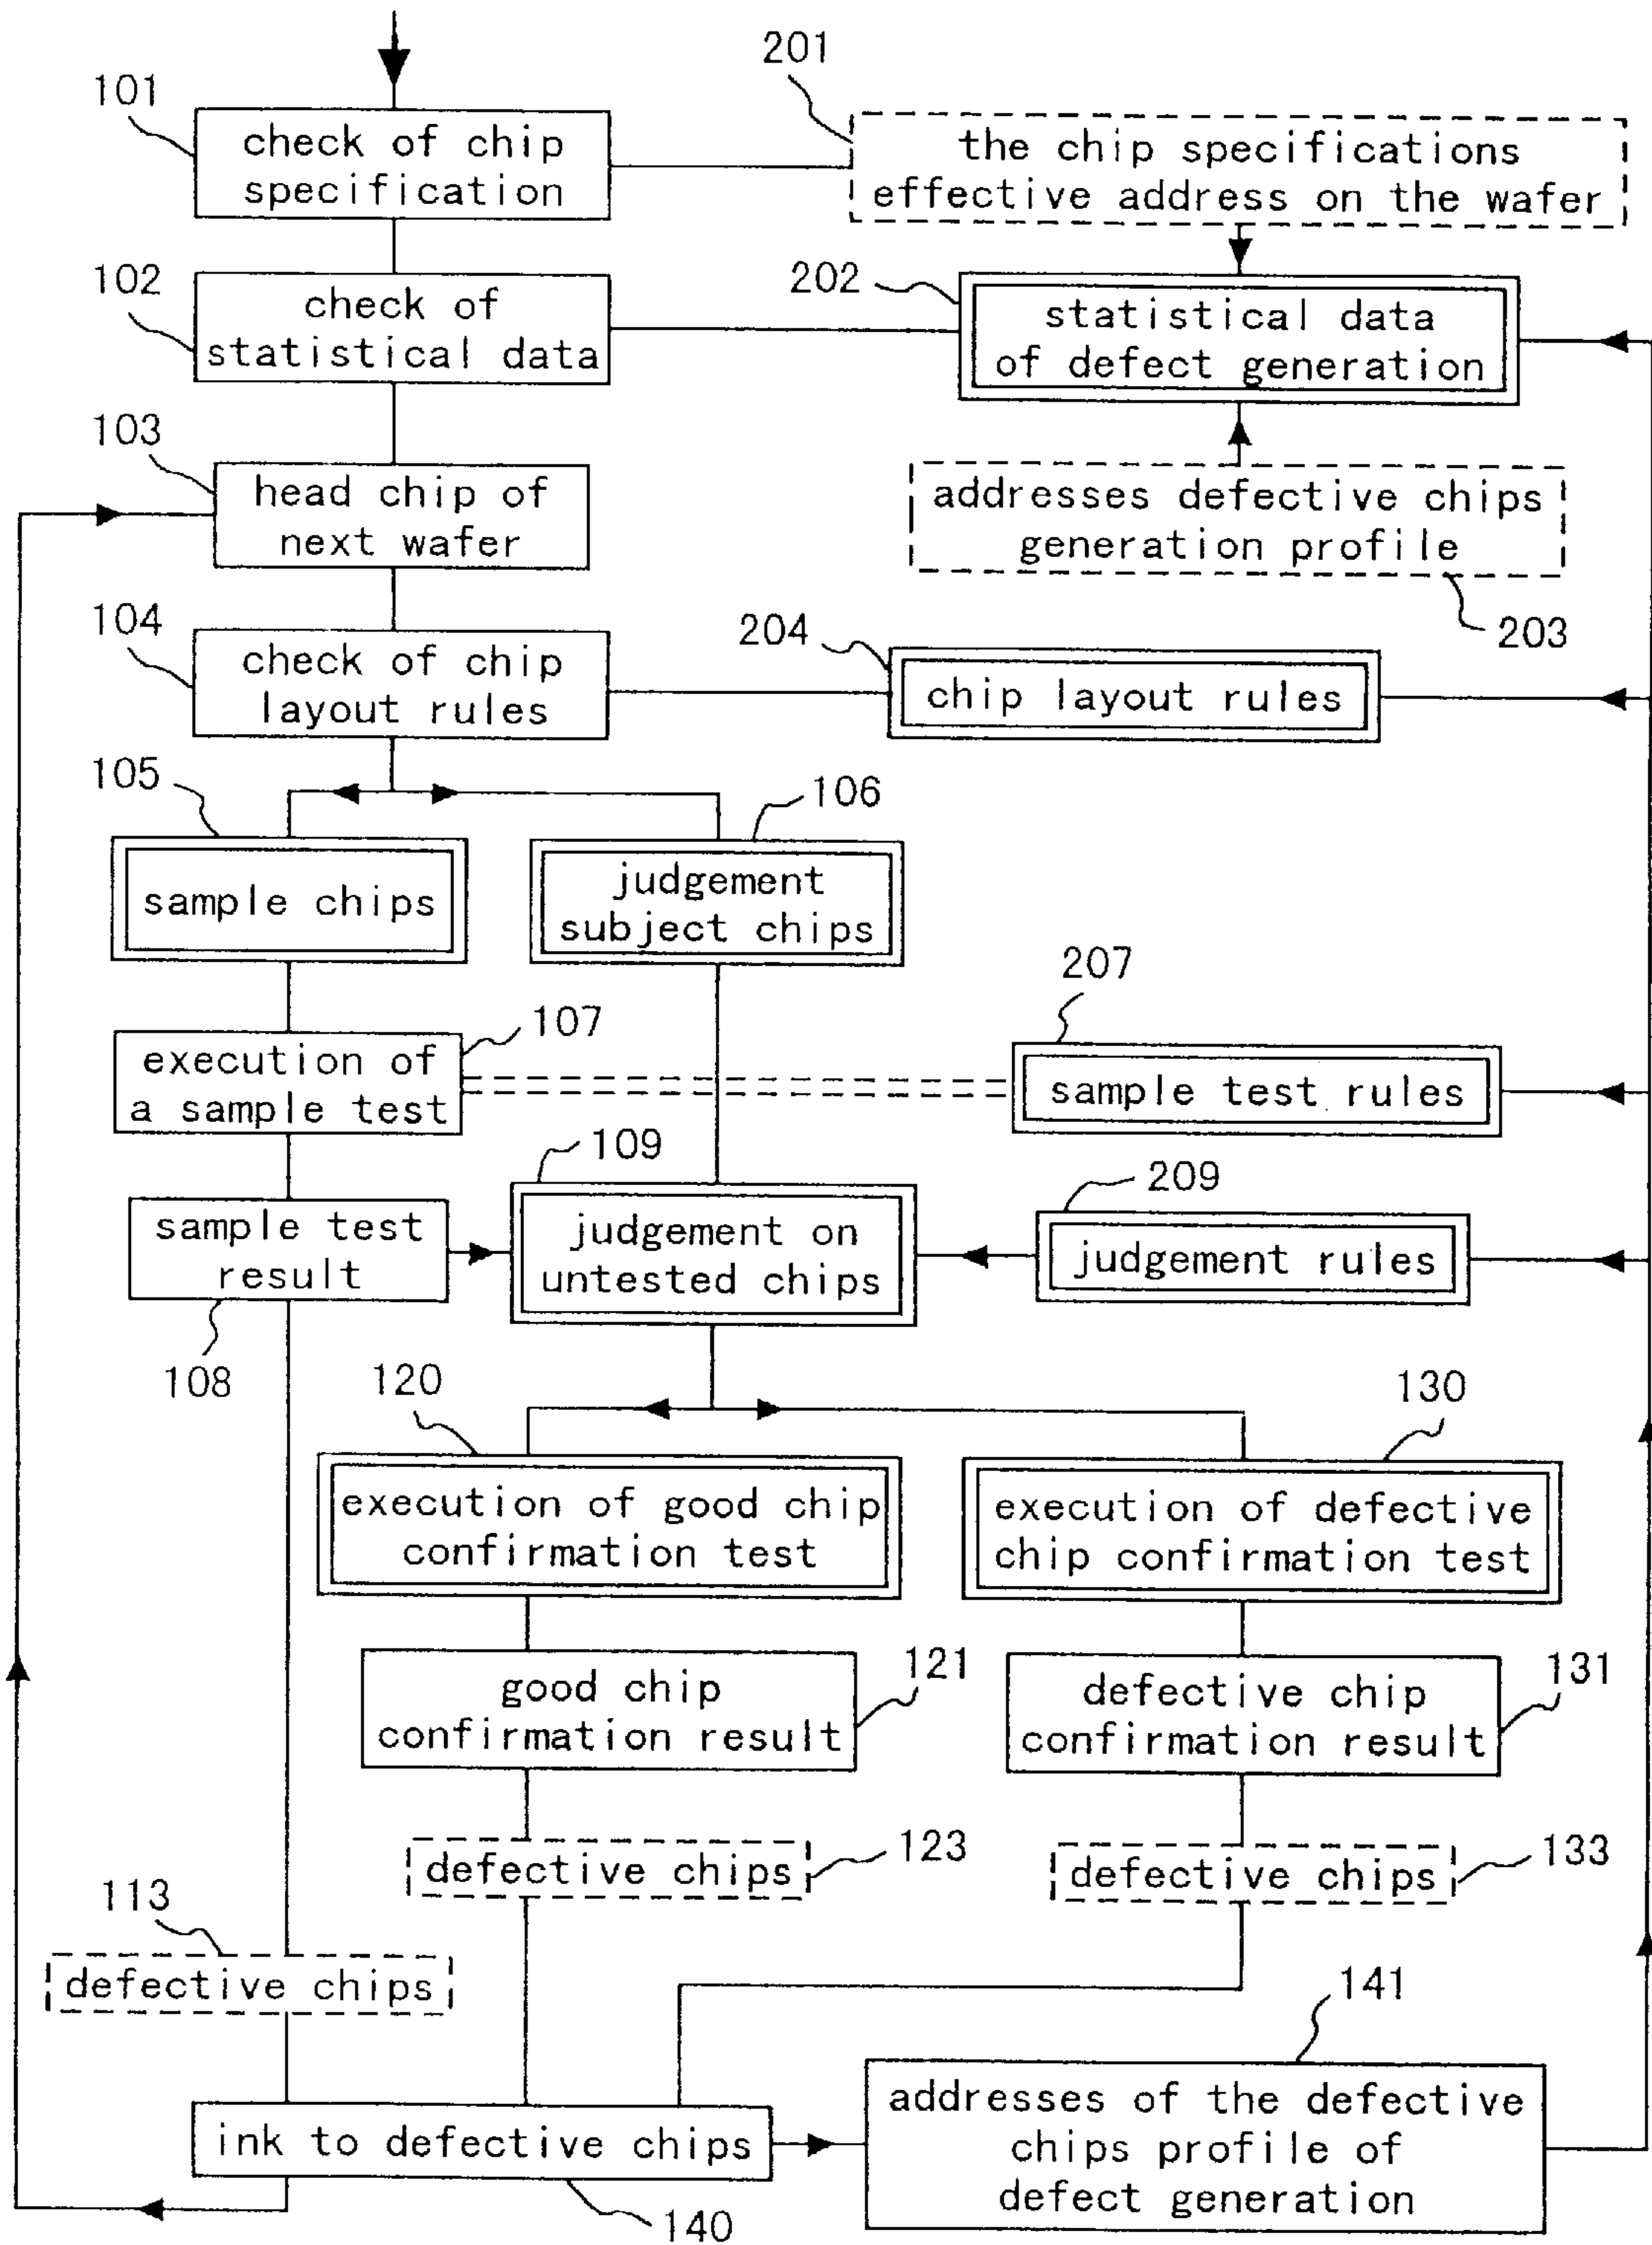 201
101
check of chip
specification
the chip specifications
effective address on the wafer
102
check of
statistical data
202
statistical data
of defect generation
103
head chip of
next wafer
addresses defective chips
generation profile
203
104
check of chip
layout rules
204
chip layout rules
105
sample chips
106
judgement
subject chips
207
107
execution of
a sample test
sample test rules
109
209
sample test
result
judgement on
untested chips
judgement rules
108
120
130
execution of good chip
confirmation test
execution of defective
chip confirmation test
good chip
confirmation result
121
defective chip
confirmation result
131
defective chips
123
defective chips
133
113
defective chips
141
ink to defective chips
addresses of the defective
chips profile of
defect generation
140